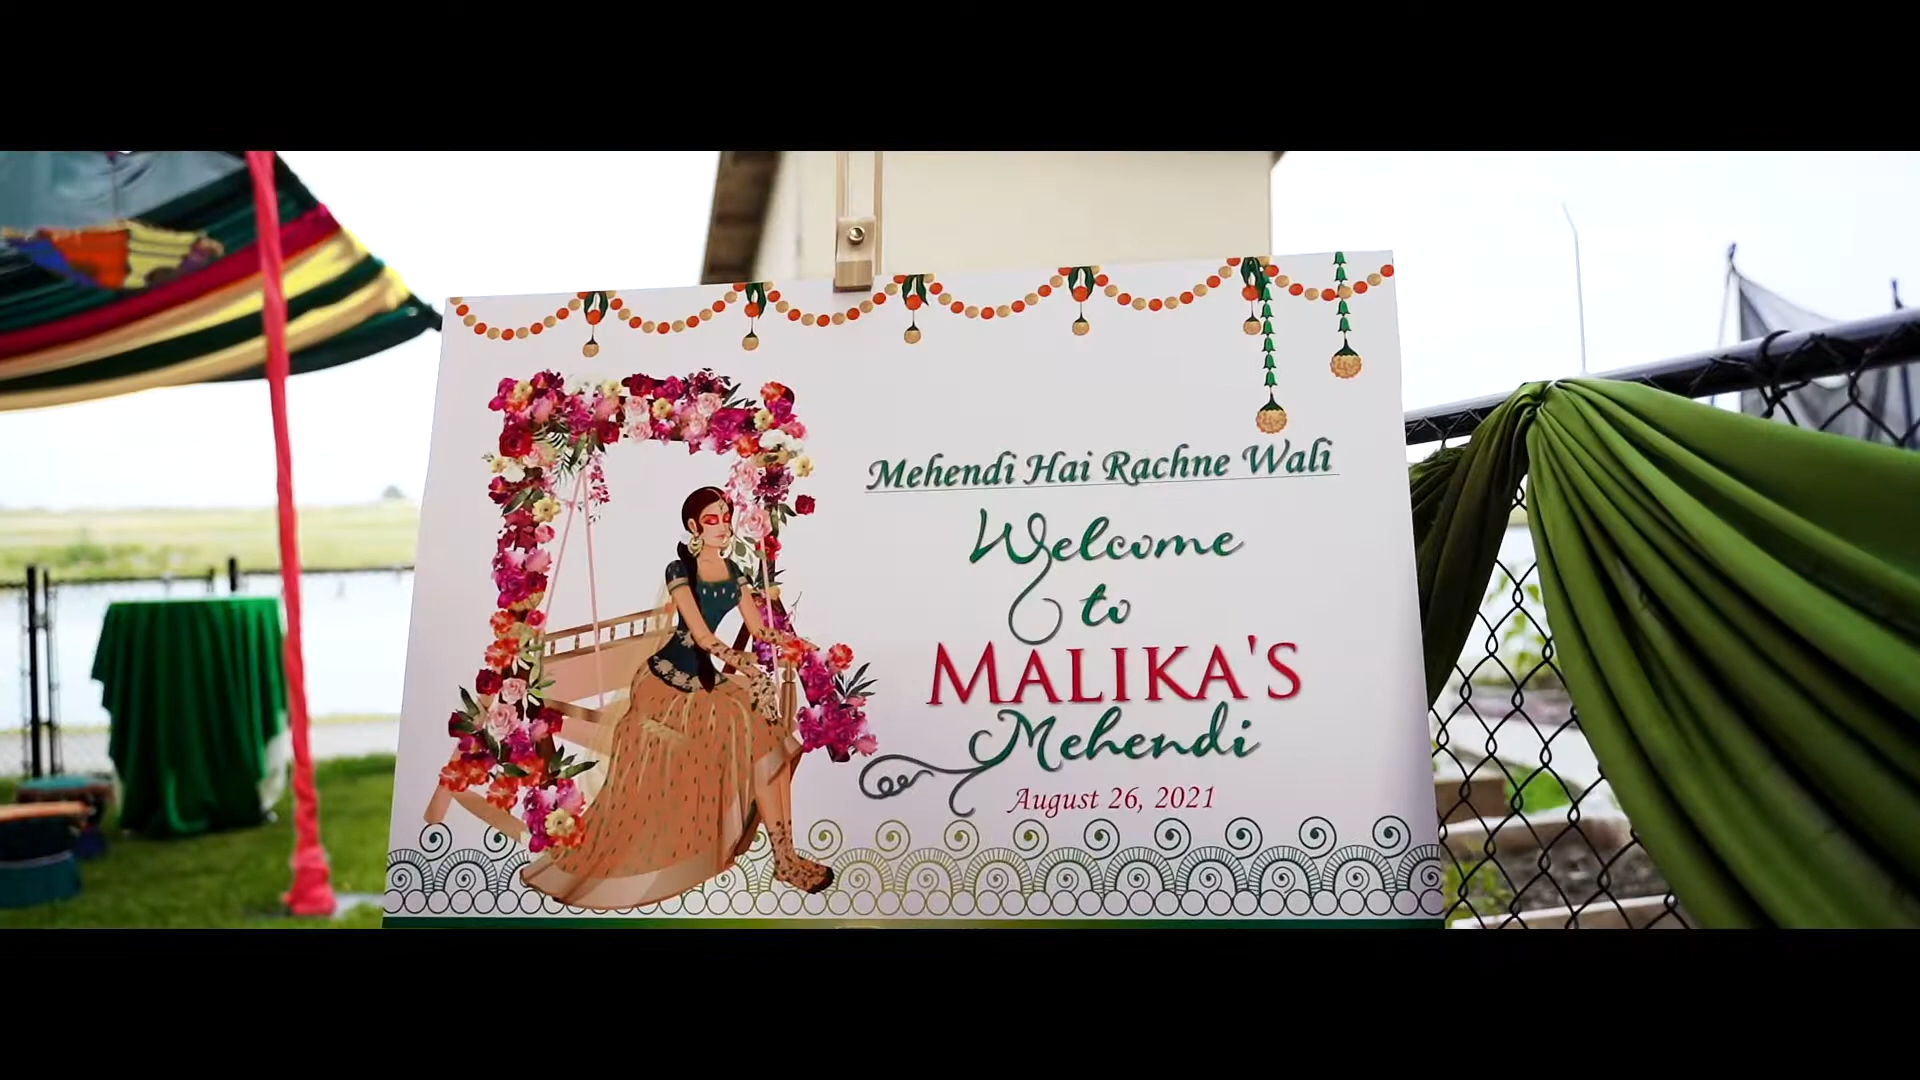 Mehendi Hai Rachne Wali
Welcome
to
MALIKA'S
Mehendi
August 26, 2021